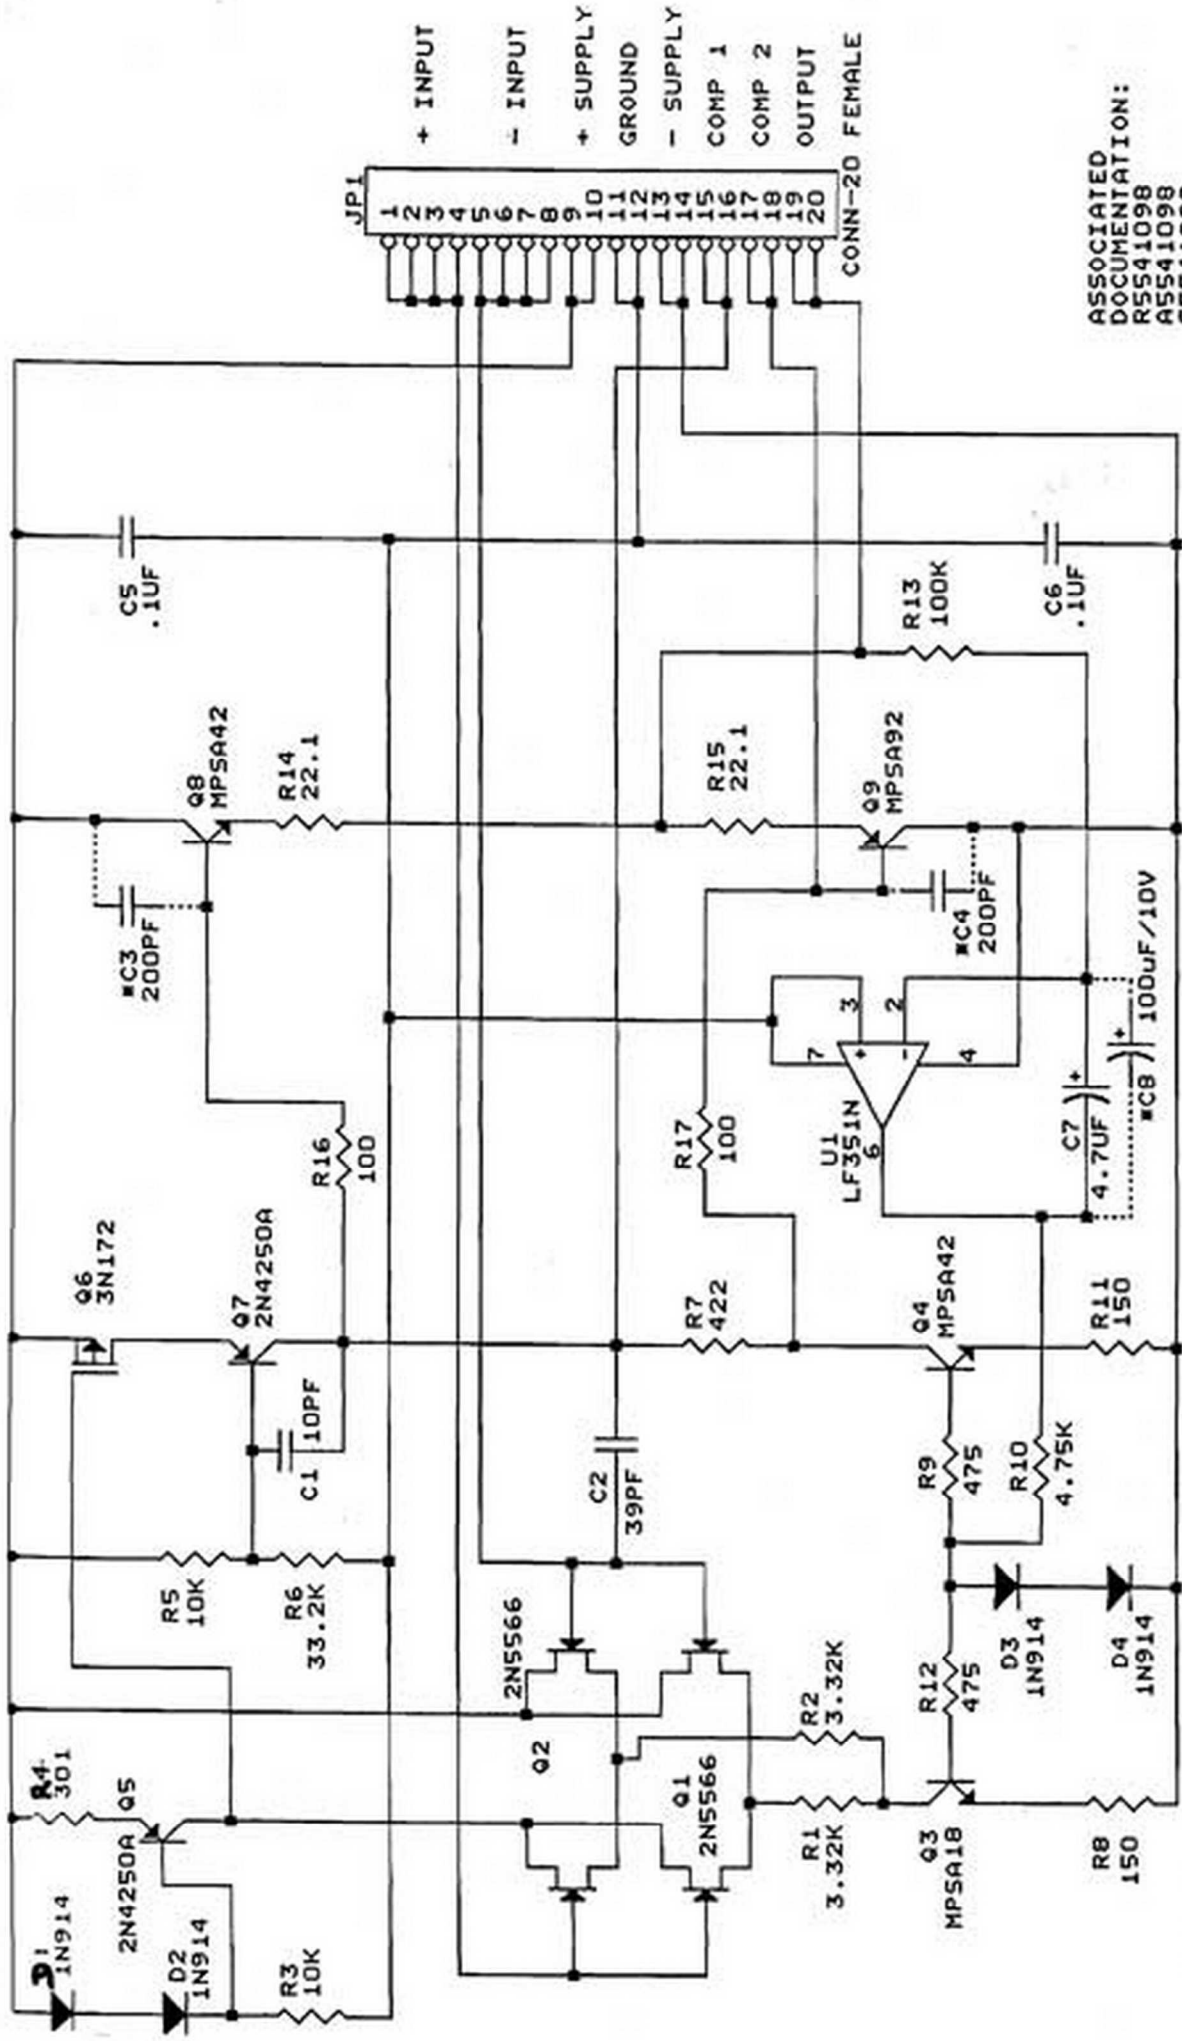 JP1
1
2
3
4
5
6
7
8
9
10
11
12
13
14
15
16
17
18
19
20
+ INPUT
- INPUT
+ SUPPLY
GROUND
- SUPPLY
COMP 1
COMP 2
OUTPUT
CONN-20 FEMALE
ASSOCIATED
DOCUMENTATION:
R5541098
A5541098
C5
.1UF
C6
.1UF
R13
100K
Q8
MPSA42
R14
22.1
R15
22.1
Q9
MPSA92
*C3
200PF
*C4
200PF
R16
100
R17
100
U1
LF351N
3
2
7
4
6
+
-
C7
4.7UF
+
*C8
+
100uF/10V
Q6
3N172
Q7
2N4250A
C1
10PF
R7
422
Q4
MPSA42
R11
150
C2
39PF
R9
475
R10
4.75K
R5
10K
R6
33.2K
2N5566
Q2
R2
3.32K
R12
475
D3
1N914
D4
1N914
R4
301
Q5
2N4250A
Q1
2N5566
R1
3.32K
Q3
MPSA18
R8
150
D1
1N914
D2
1N914
R3
10K